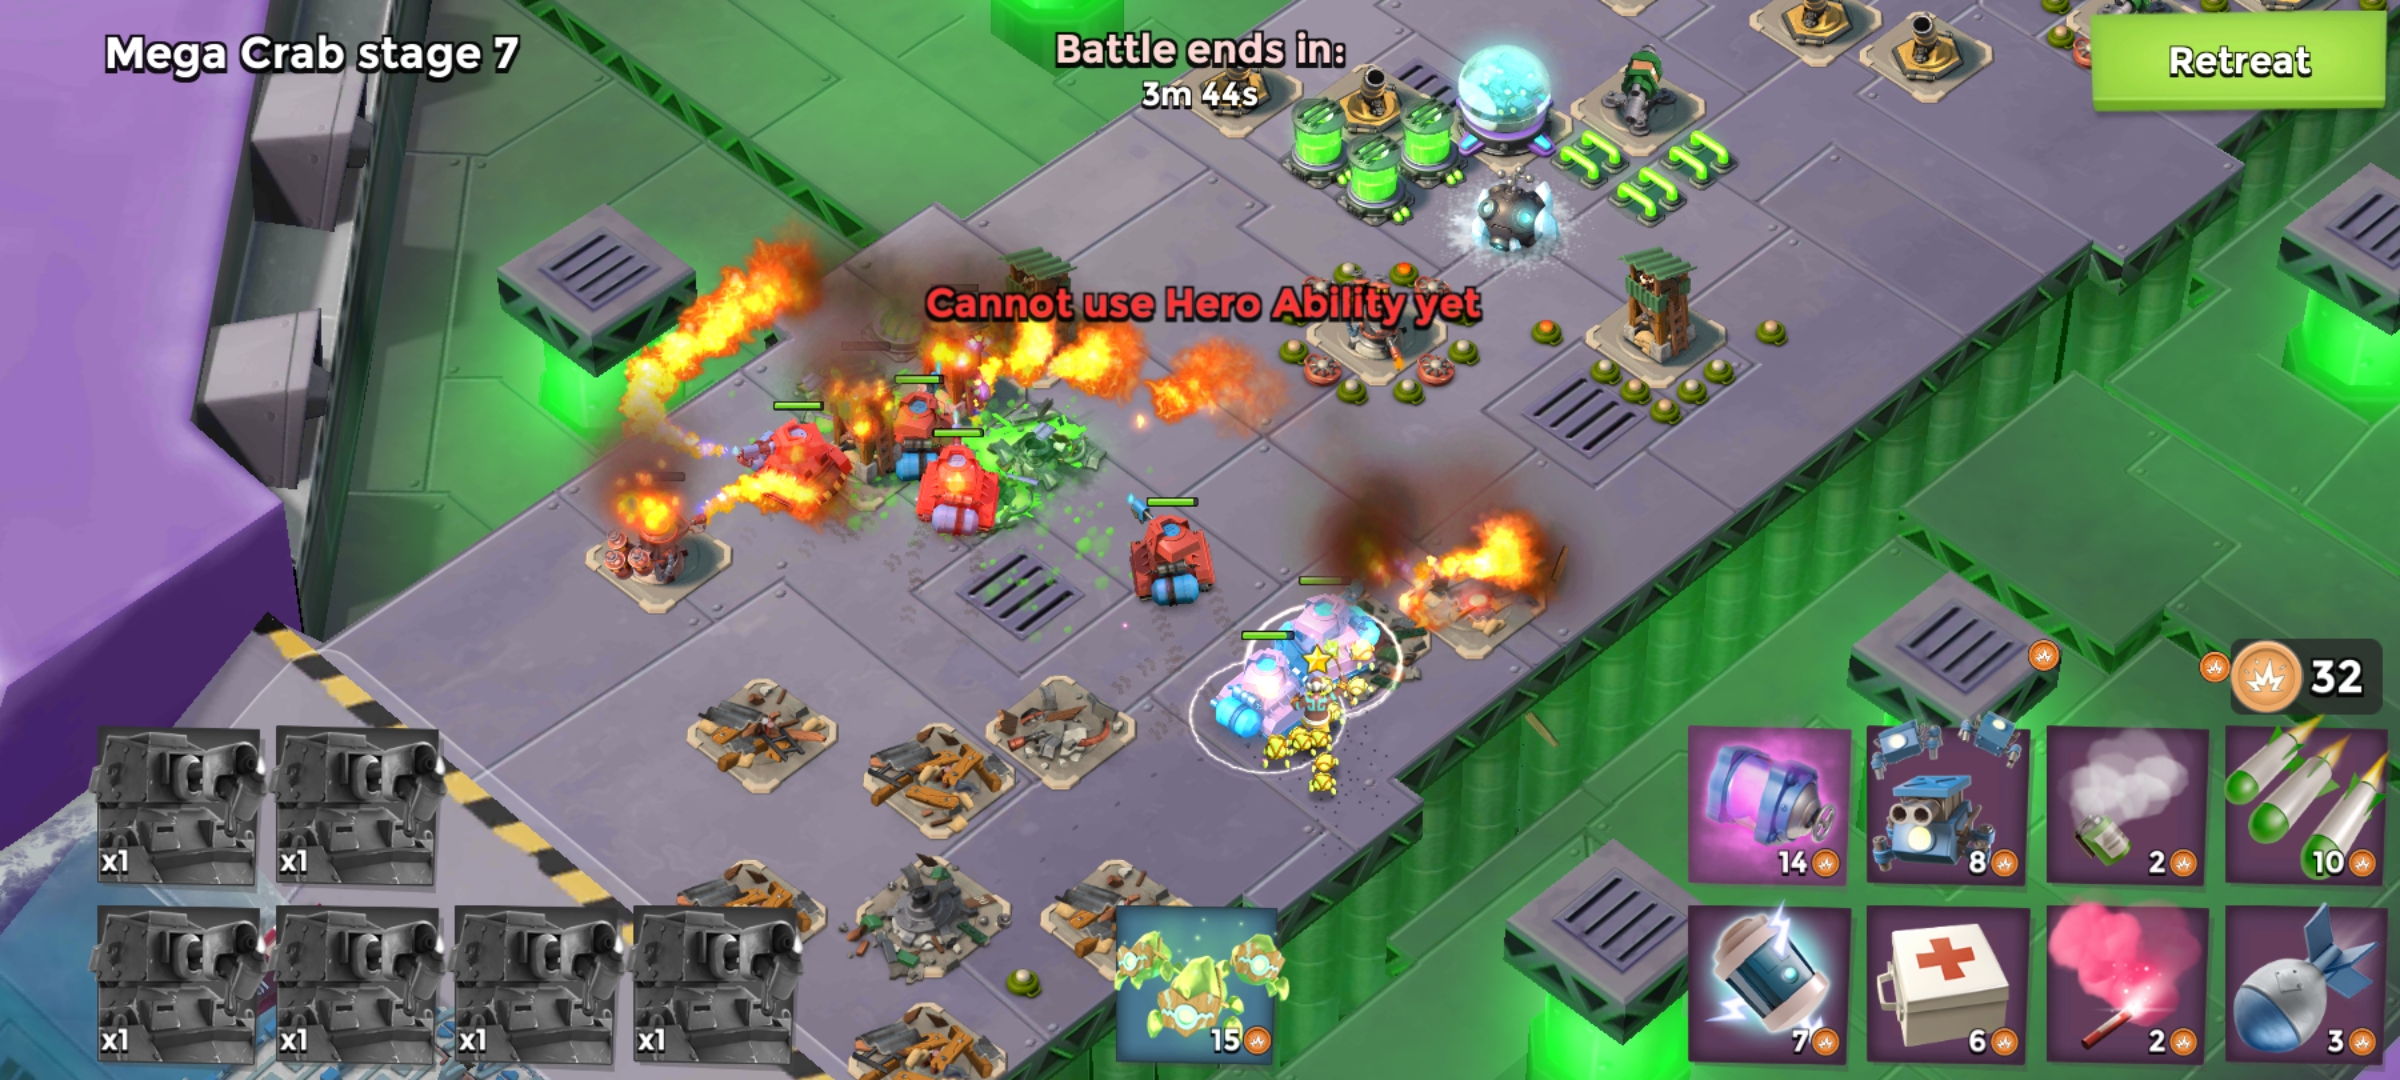 Mega Crab stage 7
Battle ends in:
3m 44s
Retreat
Cannot use Hero Ability yet
32
x1
x1
14
8
2
10
x1
x1
x1
x1
15
7
6
2
3